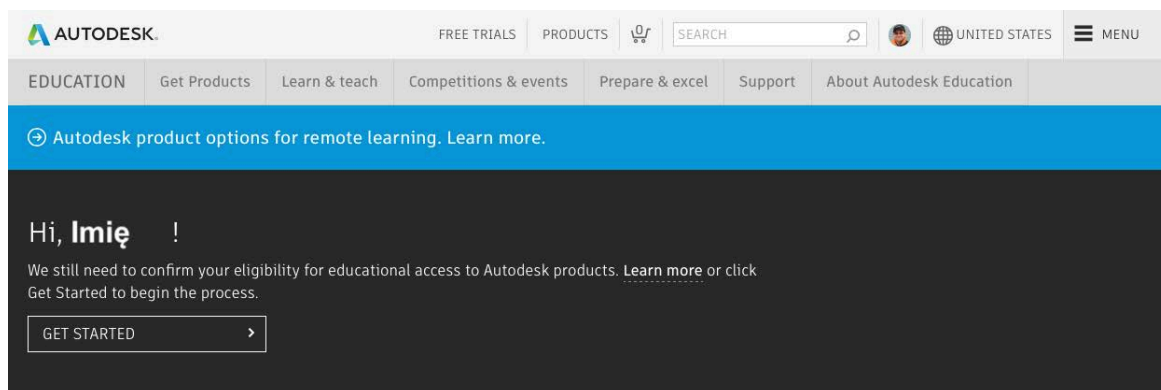 AUTODESK.
FREE TRIALS PRODUCTS 0 SEARCH UNITED STATES MENU
EDUCATION Get Products Learn & teach Competitions & events Prepare & excel Support About Autodesk Education
Autodesk product options for remote learning. Learn more.
Hi, Imię !
We still need to confirm your eligibility for educational access to Autodesk products. Learn more or click
Get Started to begin the process.
GET STARTED